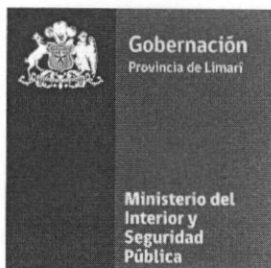 Gobernación
Provincia de Limarí
Ministerio del
Interior y
Seguridad
Pública